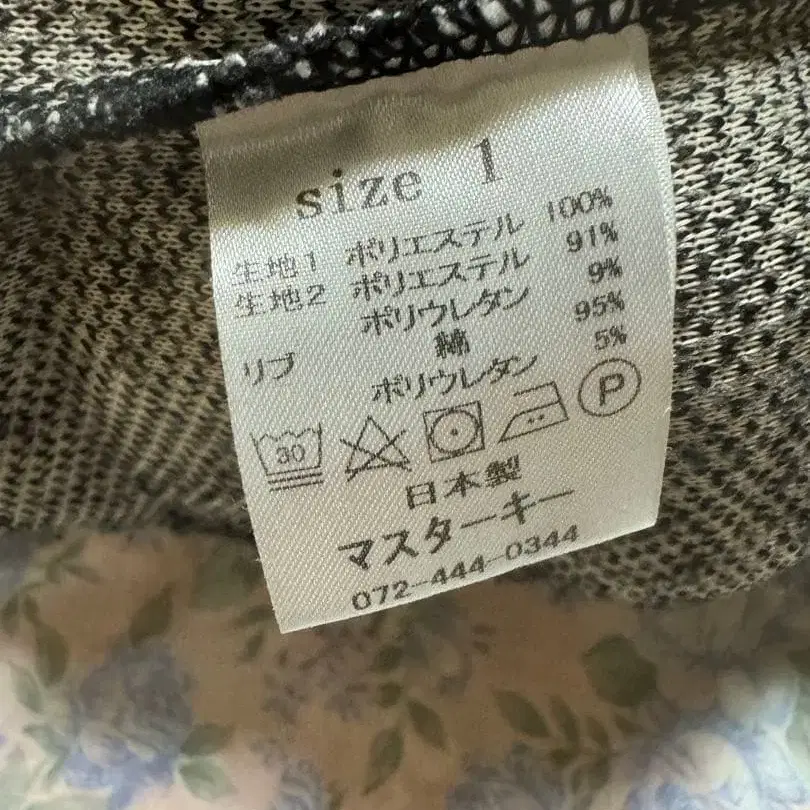 size 1
生地1 ポリエステル 100%
生地2 ポリエステル 91%
ポリウレタン 9%
リブ 綿 95%
ポリウレタン 5%
30 P
日本製
マスターキー
072-444-0344